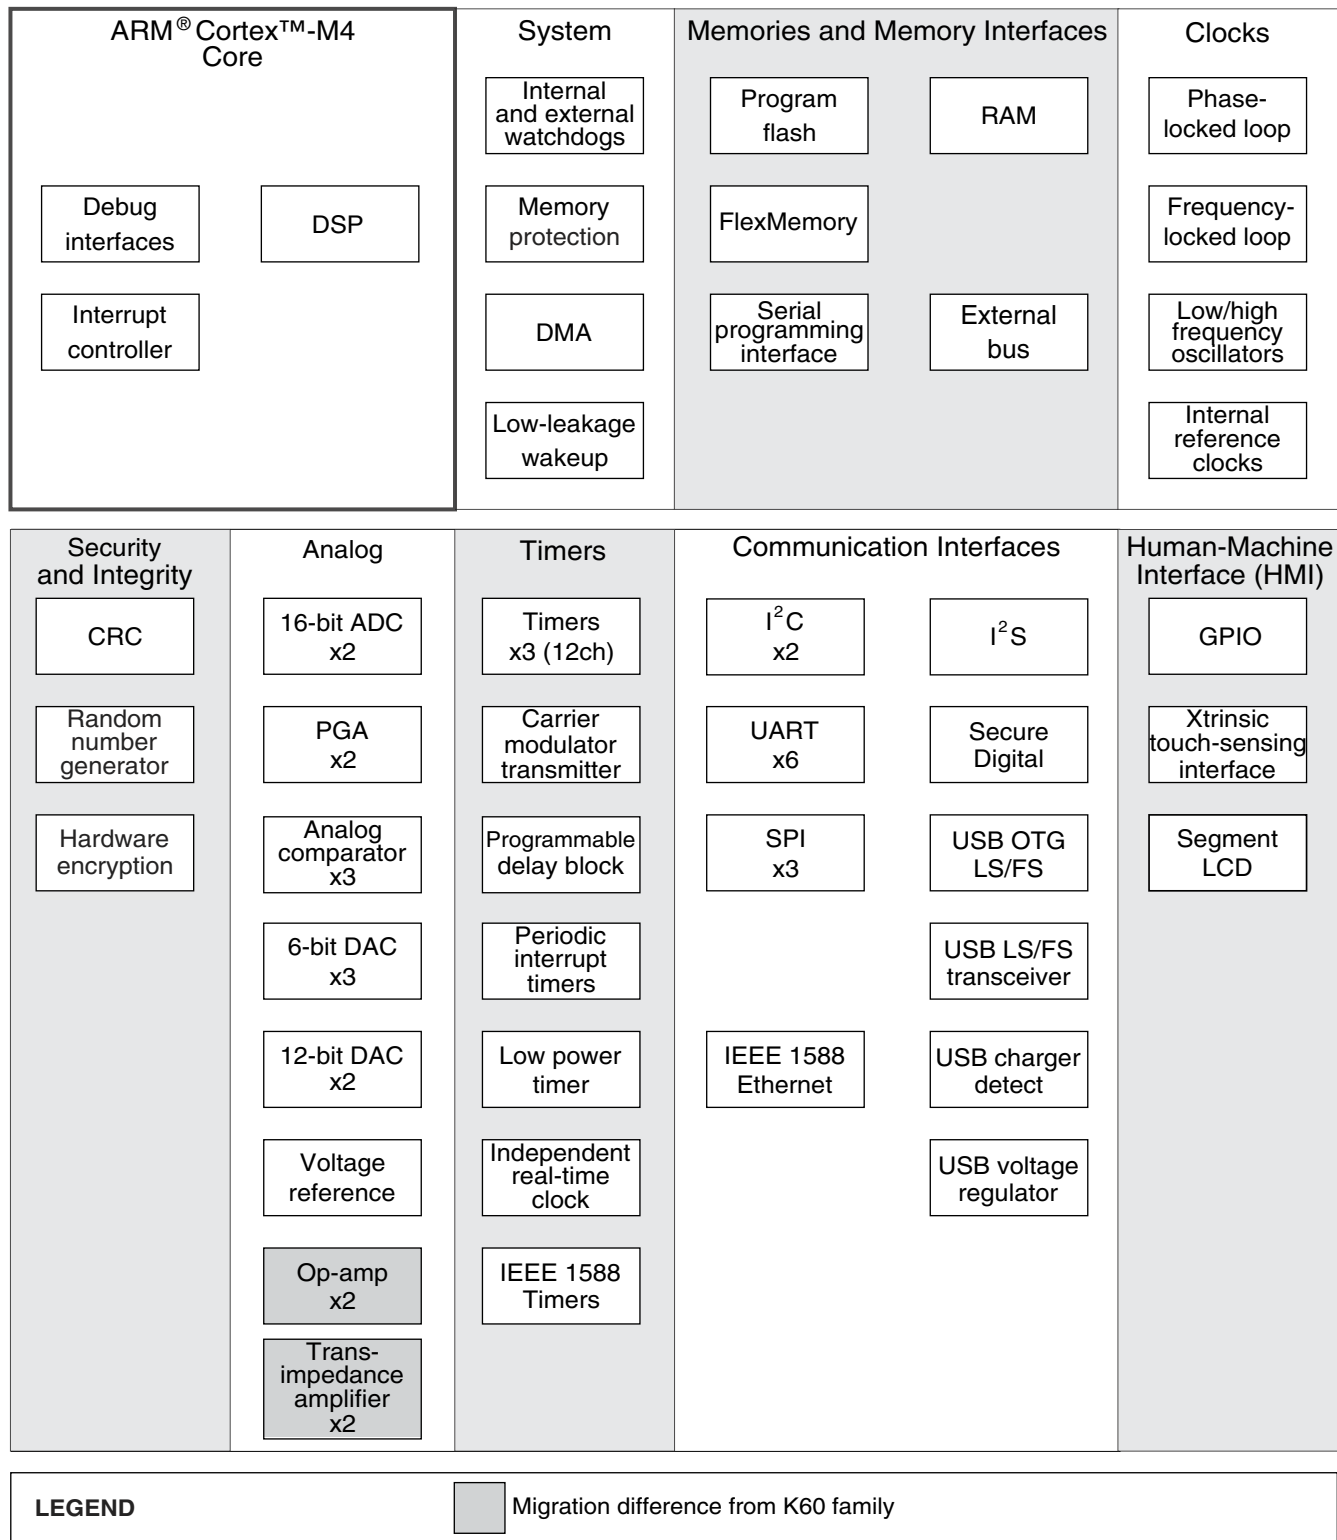 ARM® Cortex™-M4
Core
Debug
interfaces
DSP
Interrupt
controller
System
Internal
and external
watchdogs
Memory
protection
DMA
Low-leakage
wakeup
Memories and Memory Interfaces
Program
flash
RAM
FlexMemory
Serial
programming
interface
External
bus
Clocks
Phase-
locked loop
Frequency-
locked loop
Low/high
frequency
oscillators
Internal
reference
clocks
Security
and Integrity
CRC
Random
number
generator
Hardware
encryption
Analog
16-bit ADC
x2
PGA
x2
Analog
comparator
x3
6-bit DAC
x3
12-bit DAC
x2
Voltage
reference
Op-amp
x2
Trans-
impedance
amplifier
x2
Timers
Timers
x3 (12ch)
Carrier
modulator
transmitter
Programmable
delay block
Periodic
interrupt
timers
Low power
timer
Independent
real-time
clock
IEEE 1588
Timers
Communication Interfaces
I²C
x2
I²S
UART
x6
Secure
Digital
SPI
x3
USB OTG
LS/FS
USB LS/FS
transceiver
IEEE 1588
Ethernet
USB charger
detect
USB voltage
regulator
Human-Machine
Interface (HMI)
GPIO
Xtrinsic
touch-sensing
interface
Segment
LCD
LEGEND
Migration difference from K60 family